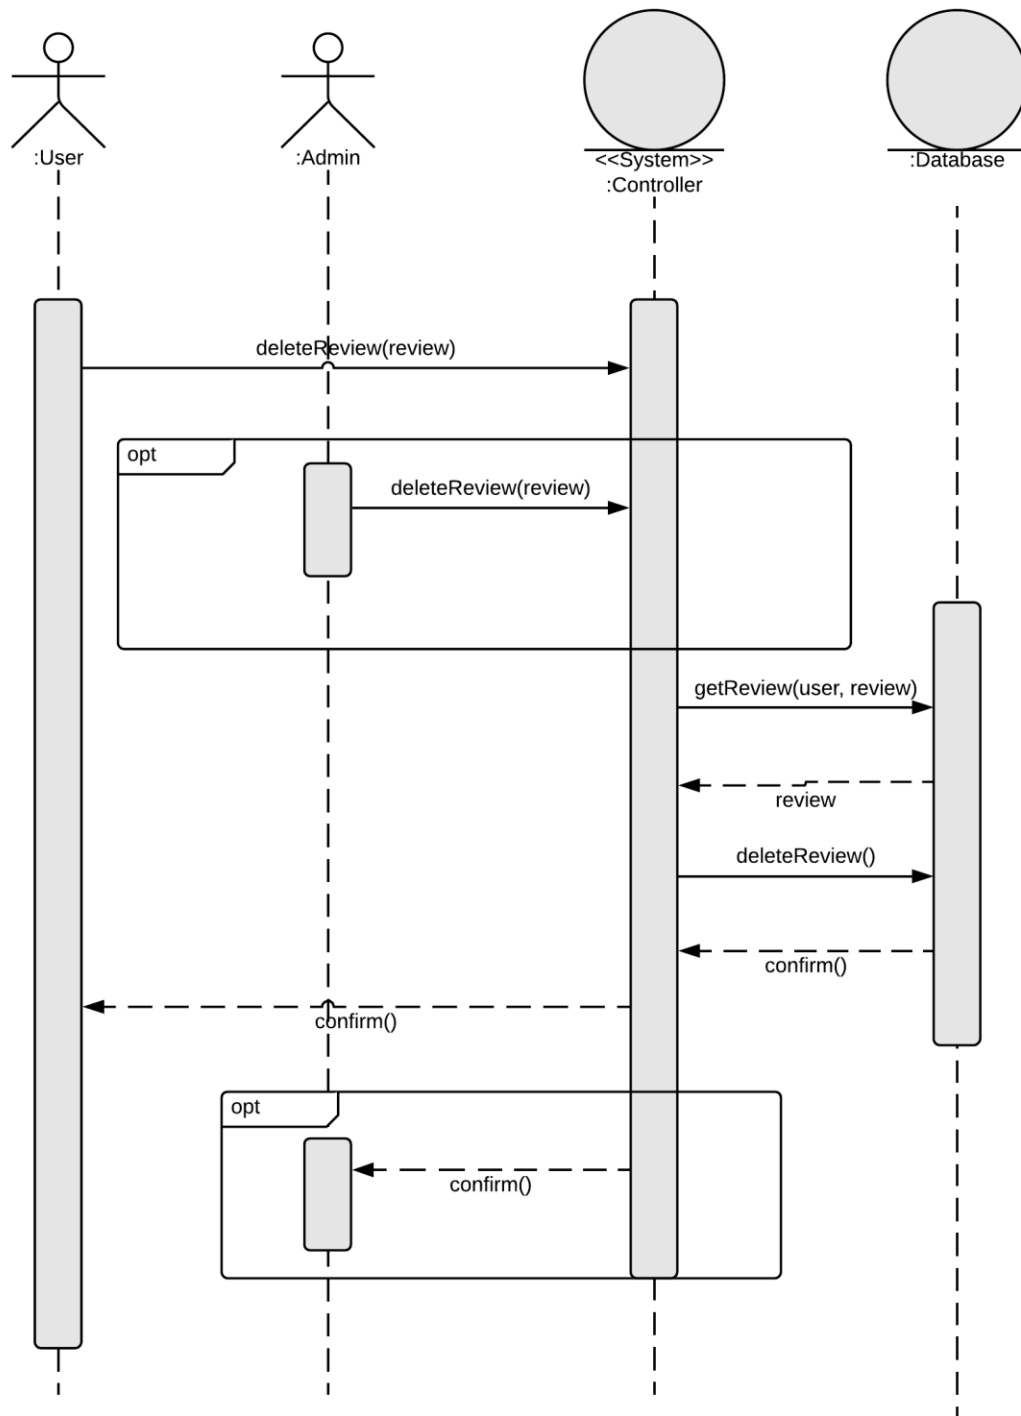 :User
:Admin
<<System>>
:Controller
:Database
deleteReview(review)
opt
deleteReview(review)
getReview(user, review)
review
deleteReview()
confirm()
confirm()
opt
confirm()